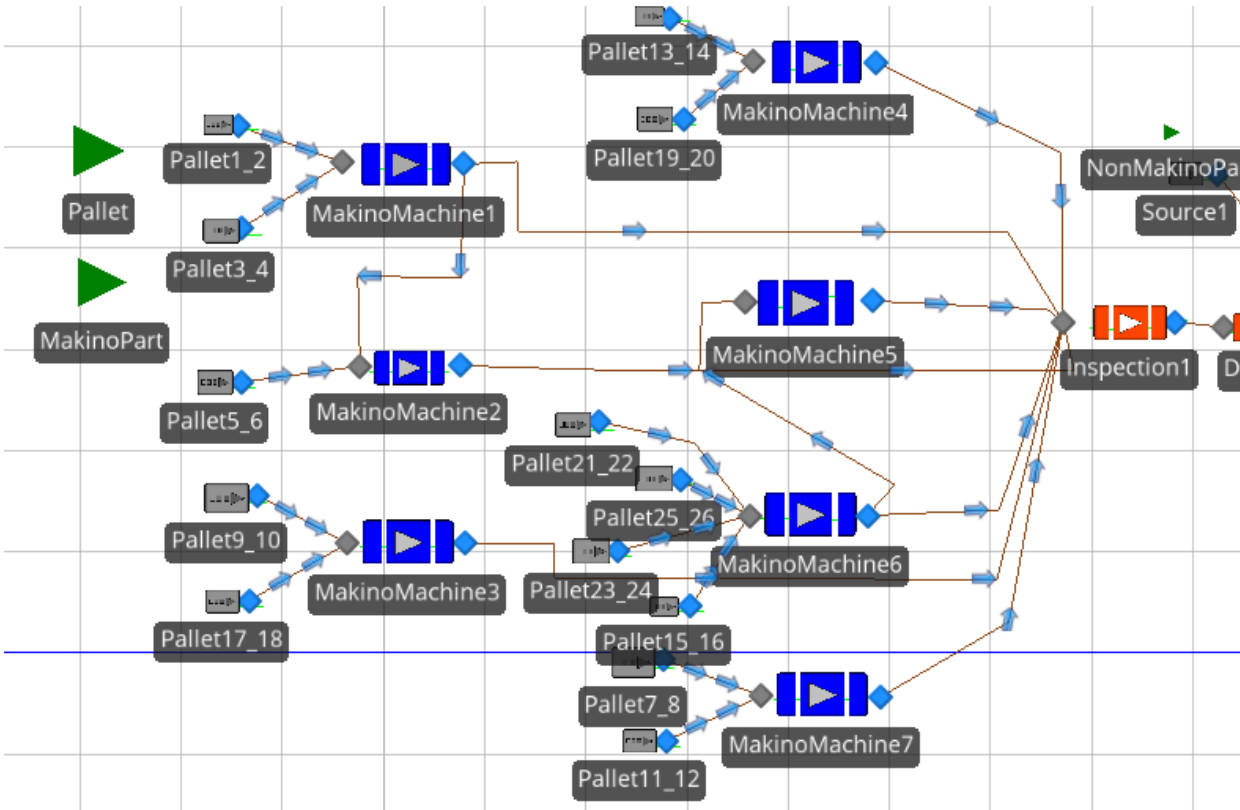 Pallet13_14
MakinoMachine4
Pallet1_2
Pallet19_20
NonMakinoPa
Pallet
MakinoMachine1
Source1
Pallet3_4
MakinoPart
MakinoMachine5
Inspection1
D
Pallet5_6
MakinoMachine2
Pallet21_22
Pallet25_26
Pallet9_10
MakinoMachine6
MakinoMachine3
Pallet23_24
Pallet17_18
Pallet15_16
Pallet7_8
MakinoMachine7
Pallet11_12